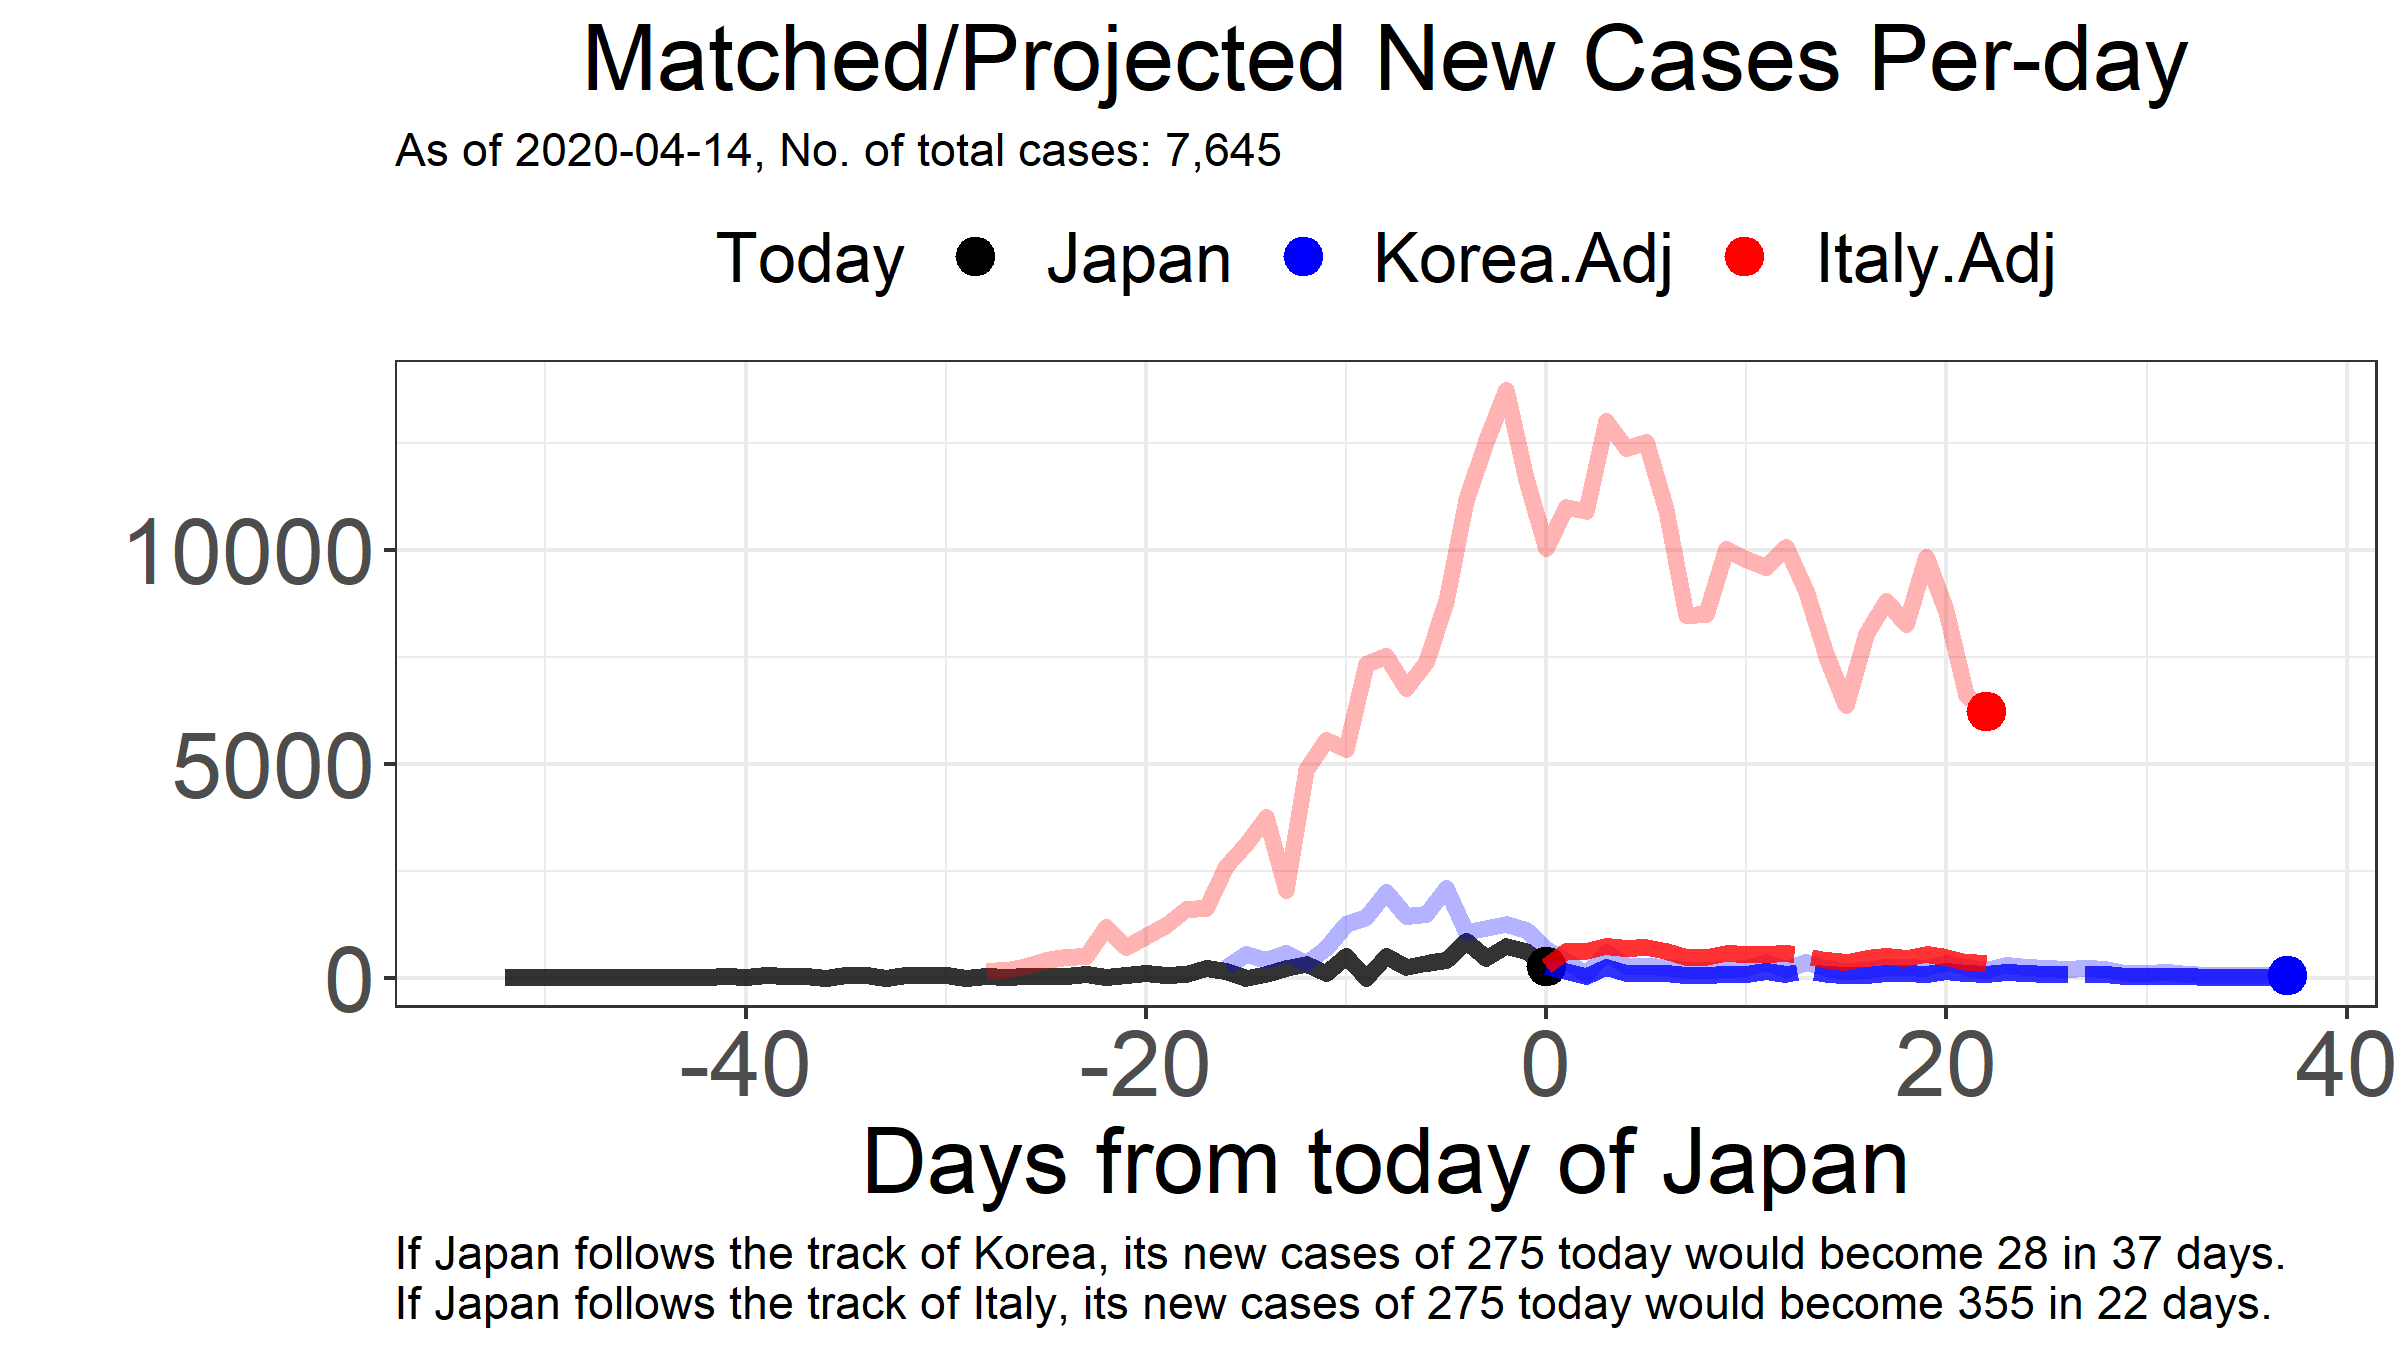 Matched/Projected New Cases Per-day
As of 2020-04-14, No. of total cases: 7,645
Today Japan Korea.Adj Italy.Adj
10000
5000
0
-40 -20 0 20 40
Days from today of Japan
If Japan follows the track of Korea, its new cases of 275 today would become 28 in 37 days.
If Japan follows the track of Italy, its new cases of 275 today would become 355 in 22 days.